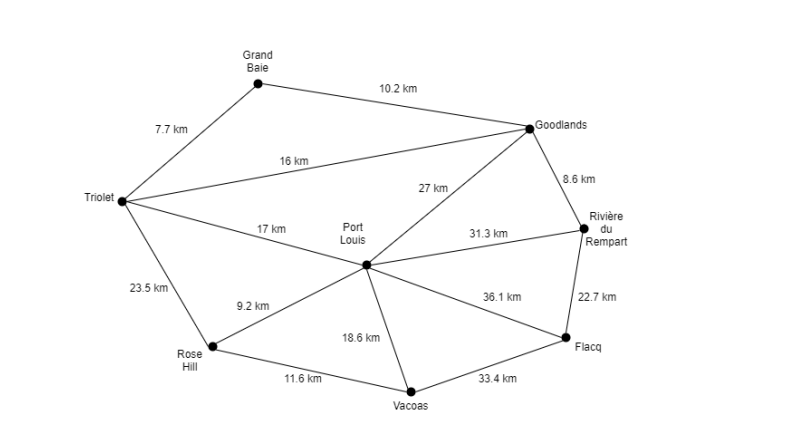 Grand
Baie
10.2 km
Goodlands
7.7 km
16 km
8.6 km
27 km
Triolet
Rivière
du
Rempart
Port
Louis
17 km
31.3 km
23.5 km
36.1 km
22.7 km
9.2 km
18.6 km
Rose
Hill
Flacq
11.6 km
33.4 km
Vacoas